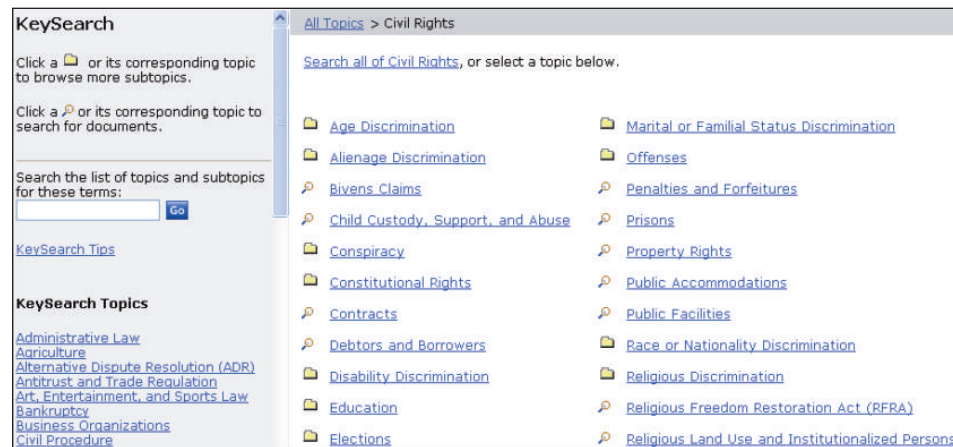 KeySearch
Click a or its corresponding topic
to browse more subtopics.
Click a or its corresponding topic to
search for documents.
Search the list of topics and subtopics
for these terms:
Go
KeySearch Tips
KeySearch Topics
Administrative Law
Agriculture
Alternative Dispute Resolution (ADR)
Antitrust and Trade Regulation
Art, Entertainment, and Sports Law
Bankruptcy
Business Organizations
Civil Procedure
All Topics > Civil Rights
Search all of Civil Rights, or select a topic below.
Age Discrimination
Alienage Discrimination
Bivens Claims
Child Custody, Support, and Abuse
Conspiracy
Constitutional Rights
Contracts
Debtors and Borrowers
Disability Discrimination
Education
Elections
Marital or Familial Status Discrimination
Offenses
Penalties and Forfeitures
Prisons
Property Rights
Public Accommodations
Public Facilities
Race or Nationality Discrimination
Religious Discrimination
Religious Freedom Restoration Act (RFRA)
Religious Land Use and Institutionalized Persons